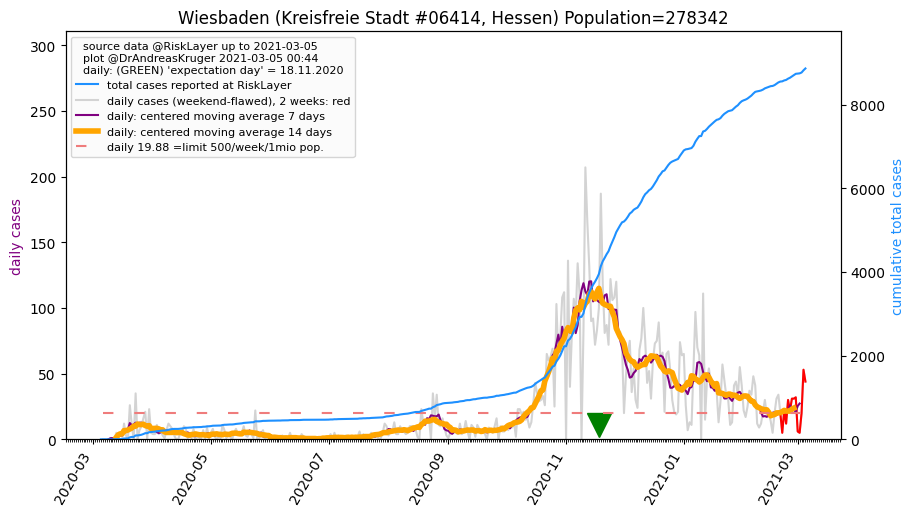 Wiesbaden (Kreisfreie Stadt #06414, Hessen) Population=278342
source data @RiskLayer up to 2021-03-05
plot @DrAndreasKruger 2021-03-05 00:44
daily: (GREEN) 'expectation day' = 18.11.2020
total cases reported at RiskLayer
daily cases (weekend-flawed), 2 weeks: red
daily: centered moving average 7 days
daily: centered moving average 14 days
daily 19.88 =limit 500/week/1mio pop.
daily cases
300
250
200
150
100
50
0
cumulative total cases
8000
6000
4000
2000
0
2020-03
2020-05
2020-07
2020-09
2020-11
2021-01
2021-03